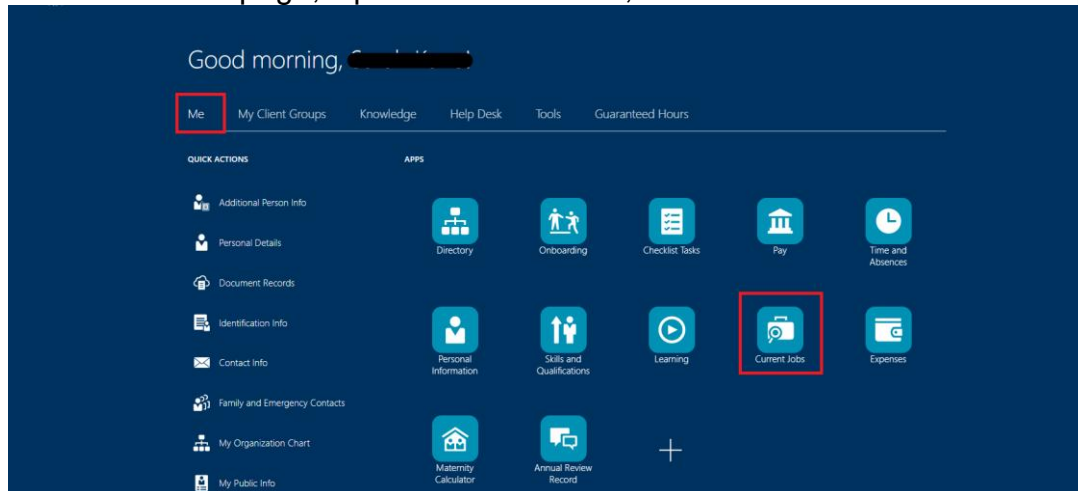 Good morning,
Me My Client Groups Knowledge Help Desk Tools Guaranteed Hours
QUICK ACTIONS APPS
Additional Person Info
Personal Details
Document Records
Identification Info
Contact Info
Family and Emergency Contacts
My Organization Chart
My Public Info
Directory
Onboarding
Checklist Tasks
Pay
Time and
Absences
Personal
Information
Skills and
Qualifications
Learning
Current Jobs
Expenses
Maternity
Calculator
Annual Review
Record